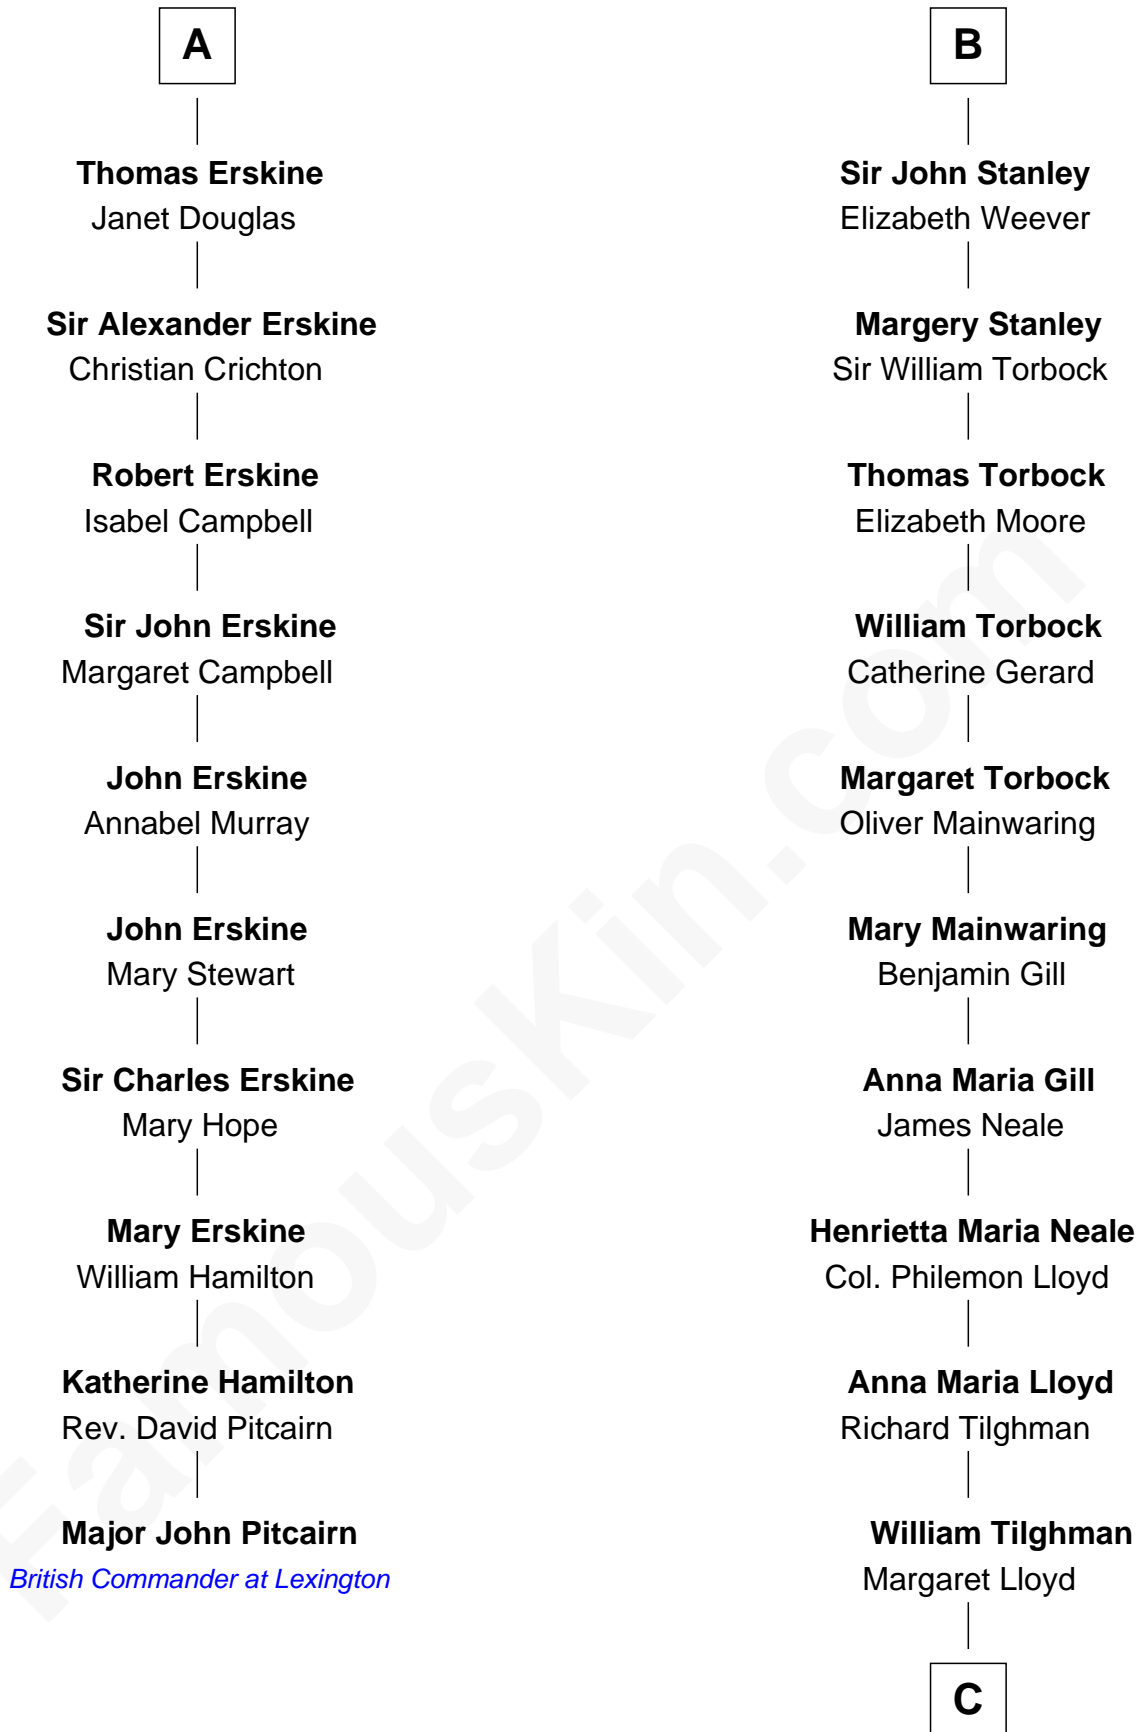 A
Thomas Erskine
Janet Douglas
Sir Alexander Erskine
Christian Crichton
Robert Erskine
Isabel Campbell
Sir John Erskine
Margaret Campbell
John Erskine
Annabel Murray
John Erskine
Mary Stewart
Sir Charles Erskine
Mary Hope
Mary Erskine
William Hamilton
Katherine Hamilton
Rev. David Pitcairn
Major John Pitcairn
British Commander at Lexington
B
Sir John Stanley
Elizabeth Weever
Margery Stanley
Sir William Torbock
Thomas Torbock
Elizabeth Moore
William Torbock
Catherine Gerard
Margaret Torbock
Oliver Mainwaring
Mary Mainwaring
Benjamin Gill
Anna Maria Gill
James Neale
Henrietta Maria Neale
Col. Philemon Lloyd
Anna Maria Lloyd
Richard Tilghman
William Tilghman
Margaret Lloyd
C
FamousKin.com